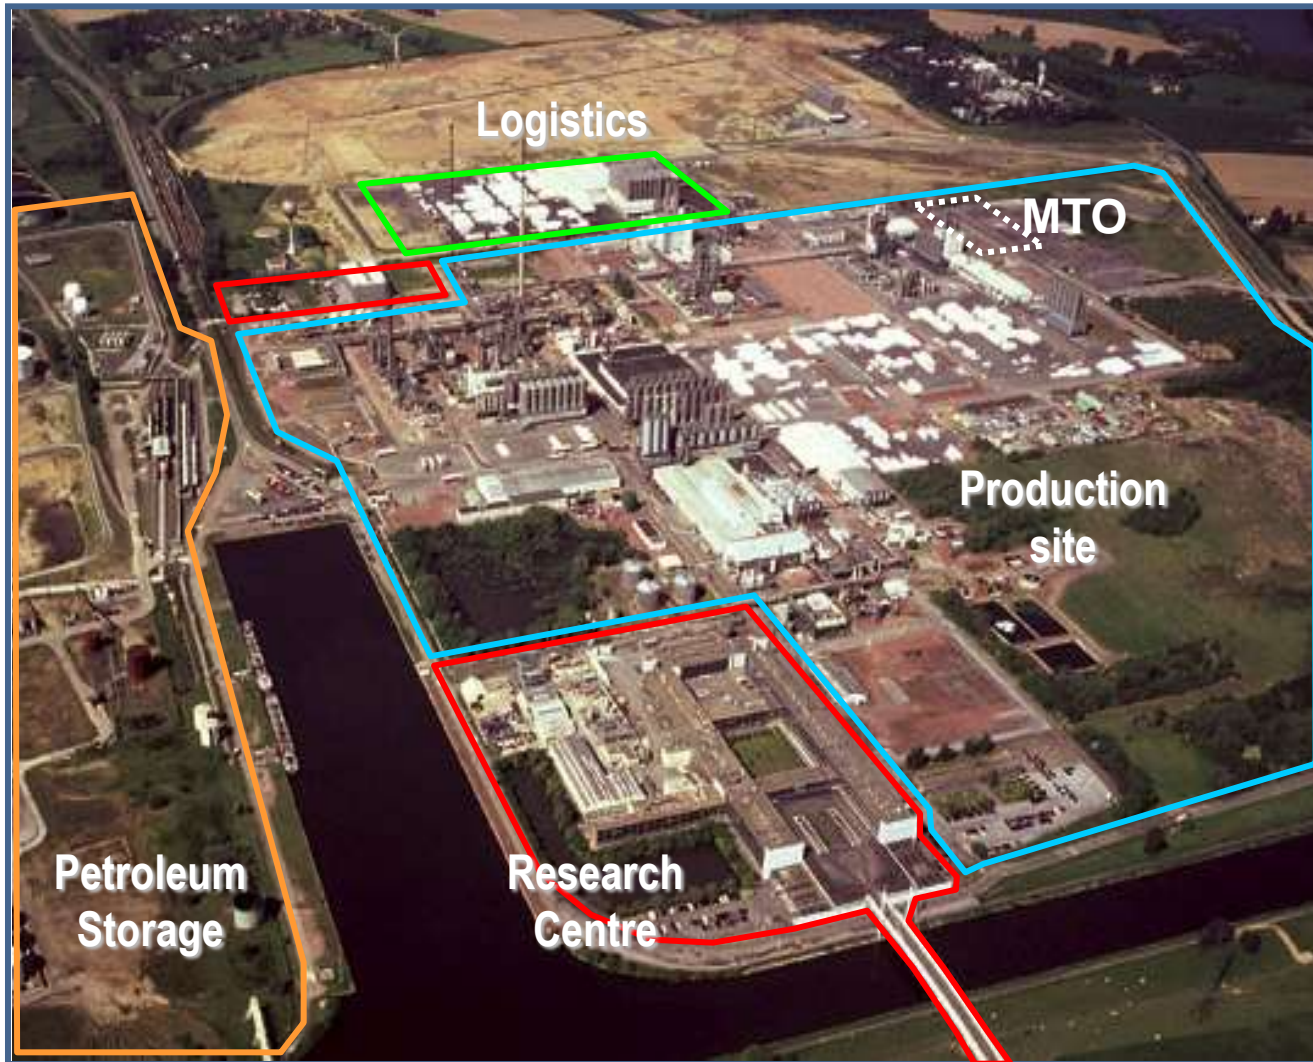 Logistics
MTO
Production
site
Petroleum
Storage
Research
Centre